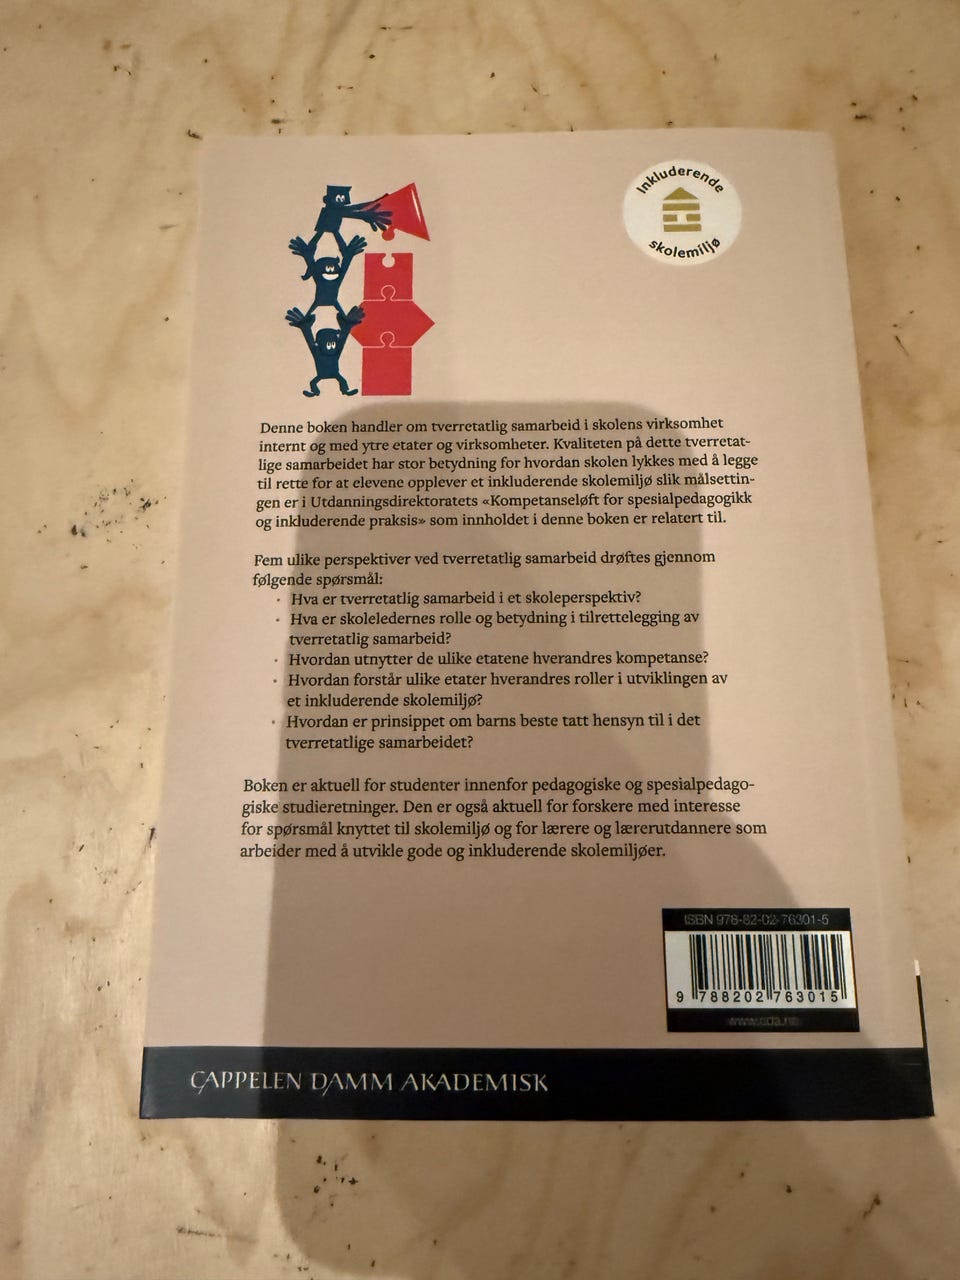 Inkluderende
skolemiljø
Denne boken handler om tverretatlig samarbeid i skolens virksomhet
internt og med ytre etater og virksomheter. Kvaliteten på dette tverretat-
lige samarbeidet har stor betydning for hvordan skolen lykkes med å legge
til rette for at elevene opplever et inkluderende skolemiljø slik målsettin-
gen er i Utdanningsdirektoratets «Kompetanseløft for spesialpedagogikk
og inkluderende praksis» som innholdet i denne boken er relatert til.
Fem ulike perspektiver ved tverretatlig samarbeid drøftes gjennom
følgende spørsmål:
• Hva er tverretatlig samarbeid i et skoleperspektiv?
• Hva er skoleledernes rolle og betydning i tilrettelegging av
tverretatlig samarbeid?
• Hvordan utnytter de ulike etatene hverandres kompetanse?
• Hvordan forstår ulike etater hverandres roller i utviklingen av
et inkluderende skolemiljø?
• Hvordan er prinsippet om barns beste tatt hensyn til i det
tverretatlige samarbeidet?
Boken er aktuell for studenter innenfor pedagogiske og spesialpedago-
giske studieretninger. Den er også aktuell for forskere med interesse
for spørsmål knyttet til skolemiljø og for lærere og lærerutdannere som
arbeider med å utvikle gode og inkluderende skolemiljøer.
ISBN 978-82-02-76301-5
9 788202 763015
www.cda.no
CAPPELEN DAMM AKADEMISK